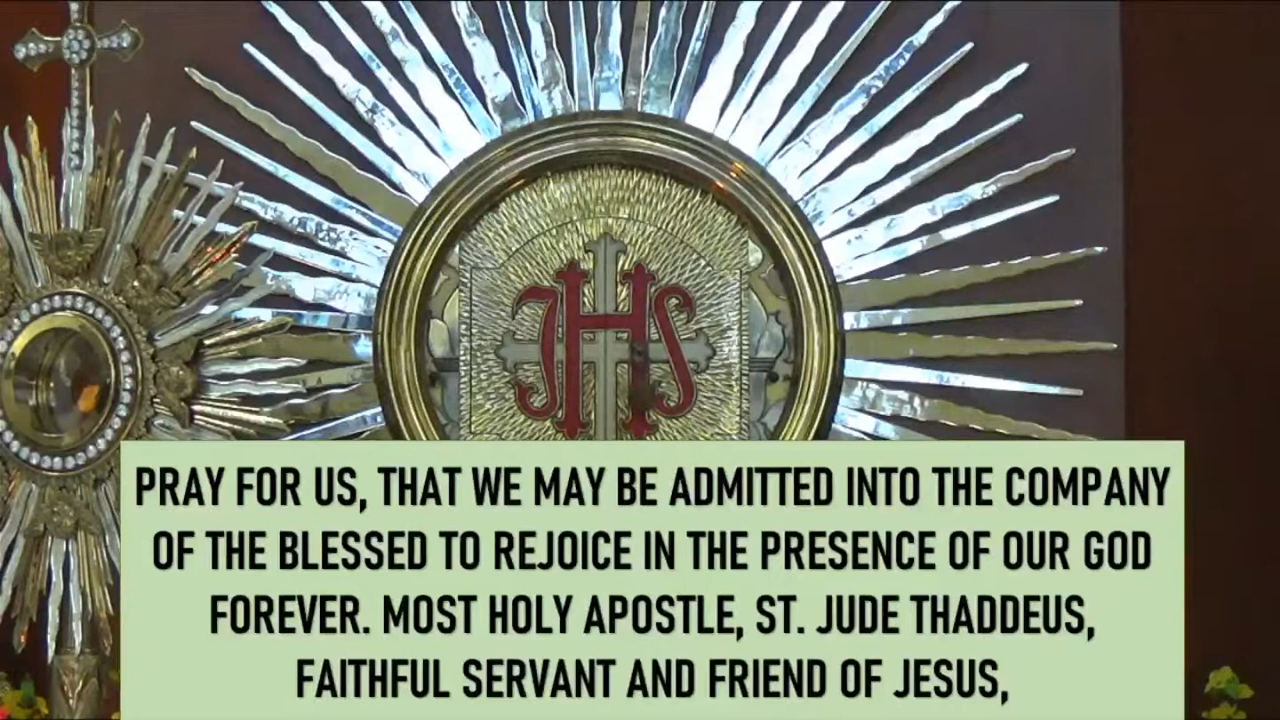 JHS
PRAY FOR US, THAT WE MAY BE ADMITTED INTO THE COMPANY
OF THE BLESSED TO REJOICE IN THE PRESENCE OF OUR GOD
FOREVER. MOST HOLY APOSTLE, ST. JUDE THADDEUS,
FAITHFUL SERVANT AND FRIEND OF JESUS,